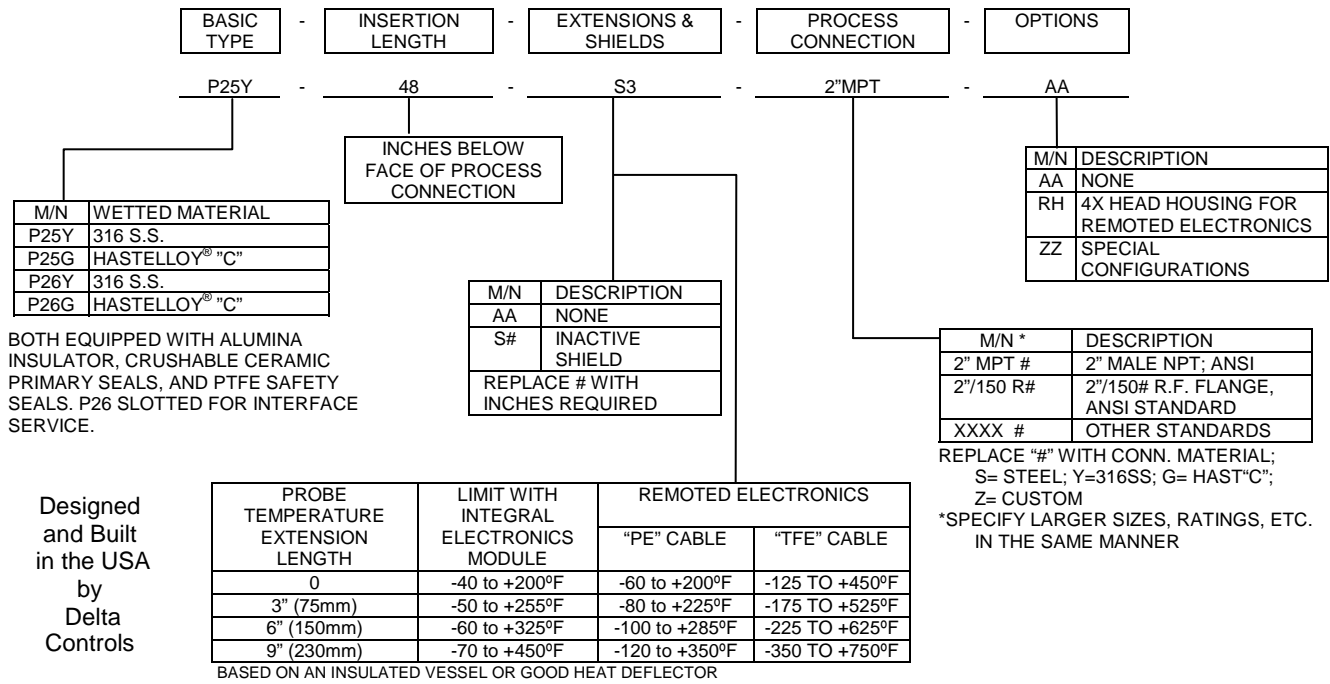 BASIC TYPE - INSERTION LENGTH - EXTENSIONS & SHIELDS - PROCESS CONNECTION - OPTIONS
P25Y - 48 - S3 - 2”MPT - AA
INCHES BELOW
FACE OF PROCESS
CONNECTION
M/N WETTED MATERIAL
P25Y 316 S.S.
P25G HASTELLOY® ”C”
P26Y 316 S.S.
P26G HASTELLOY® ”C”
BOTH EQUIPPED WITH ALUMINA
INSULATOR, CRUSHABLE CERAMIC
PRIMARY SEALS, AND PTFE SAFETY
SEALS. P26 SLOTTED FOR INTERFACE
SERVICE.
M/N DESCRIPTION
AA NONE
S# INACTIVE
SHIELD
REPLACE # WITH
INCHES REQUIRED
M/N DESCRIPTION
AA NONE
RH 4X HEAD HOUSING FOR
REMOTED ELECTRONICS
ZZ SPECIAL
CONFIGURATIONS
M/N * DESCRIPTION
2” MPT # 2” MALE NPT; ANSI
2”/150 R# 2”/150# R.F. FLANGE,
ANSI STANDARD
XXXX # OTHER STANDARDS
REPLACE “#” WITH CONN. MATERIAL;
S= STEEL; Y=316SS; G= HAST“C”;
Z= CUSTOM
*SPECIFY LARGER SIZES, RATINGS, ETC.
IN THE SAME MANNER
Designed
and Built
in the USA
by
Delta
Controls
PROBE
TEMPERATURE
EXTENSION
LENGTH
LIMIT WITH
INTEGRAL
ELECTRONICS
MODULE
REMOTED ELECTRONICS
“PE” CABLE “TFE” CABLE
0 -40 to +200ºF -60 to +200ºF -125 TO +450ºF
3” (75mm) -50 to +255ºF -80 to +225ºF -175 TO +525ºF
6” (150mm) -60 to +325ºF -100 to +285ºF -225 TO +625ºF
9” (230mm) -70 to +450ºF -120 to +350ºF -350 TO +750ºF
BASED ON AN INSULATED VESSEL OR GOOD HEAT DEFLECTOR